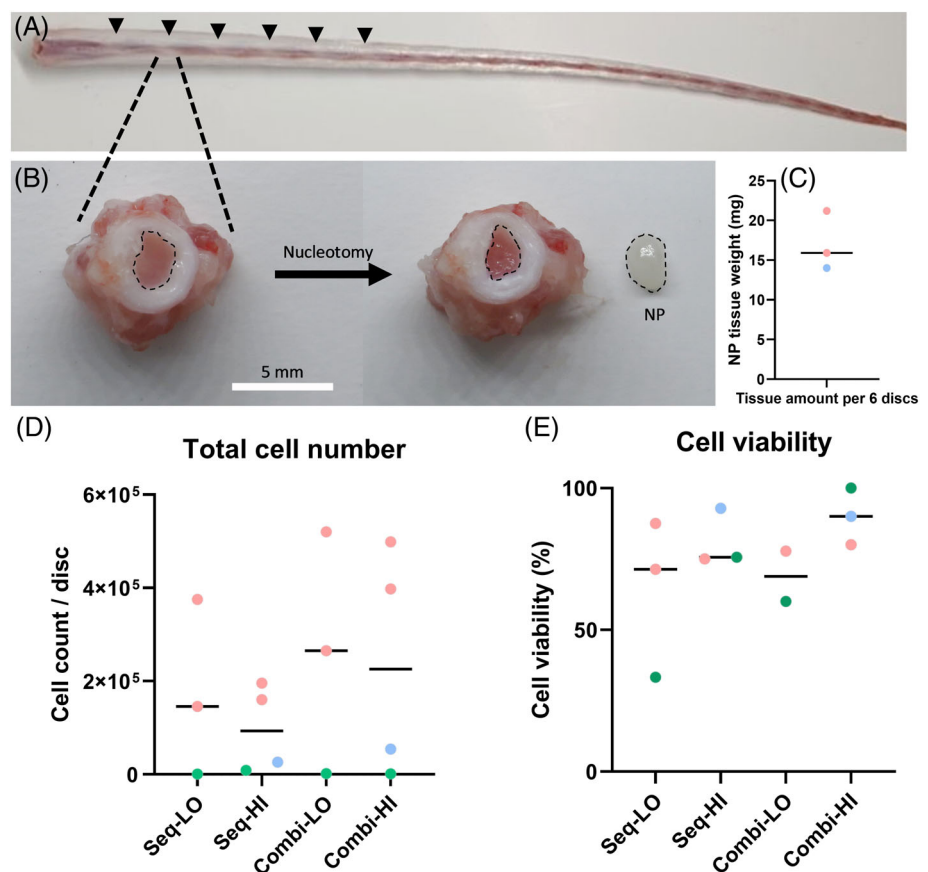 (A)
(B)
Nucleotomy
NP
5 mm
(C)
NP tissue weight (mg)
25
20
15
10
5
0
Tissue amount per 6 discs
(D)
Total cell number
Cell count / disc
6×10⁵
4×10⁵
2×10⁵
0
Seq-LO
Seq-HI
Combi-LO
Combi-HI
(E)
Cell viability
Cell viability (%)
100
50
0
Seq-LO
Seq-HI
Combi-LO
Combi-HI